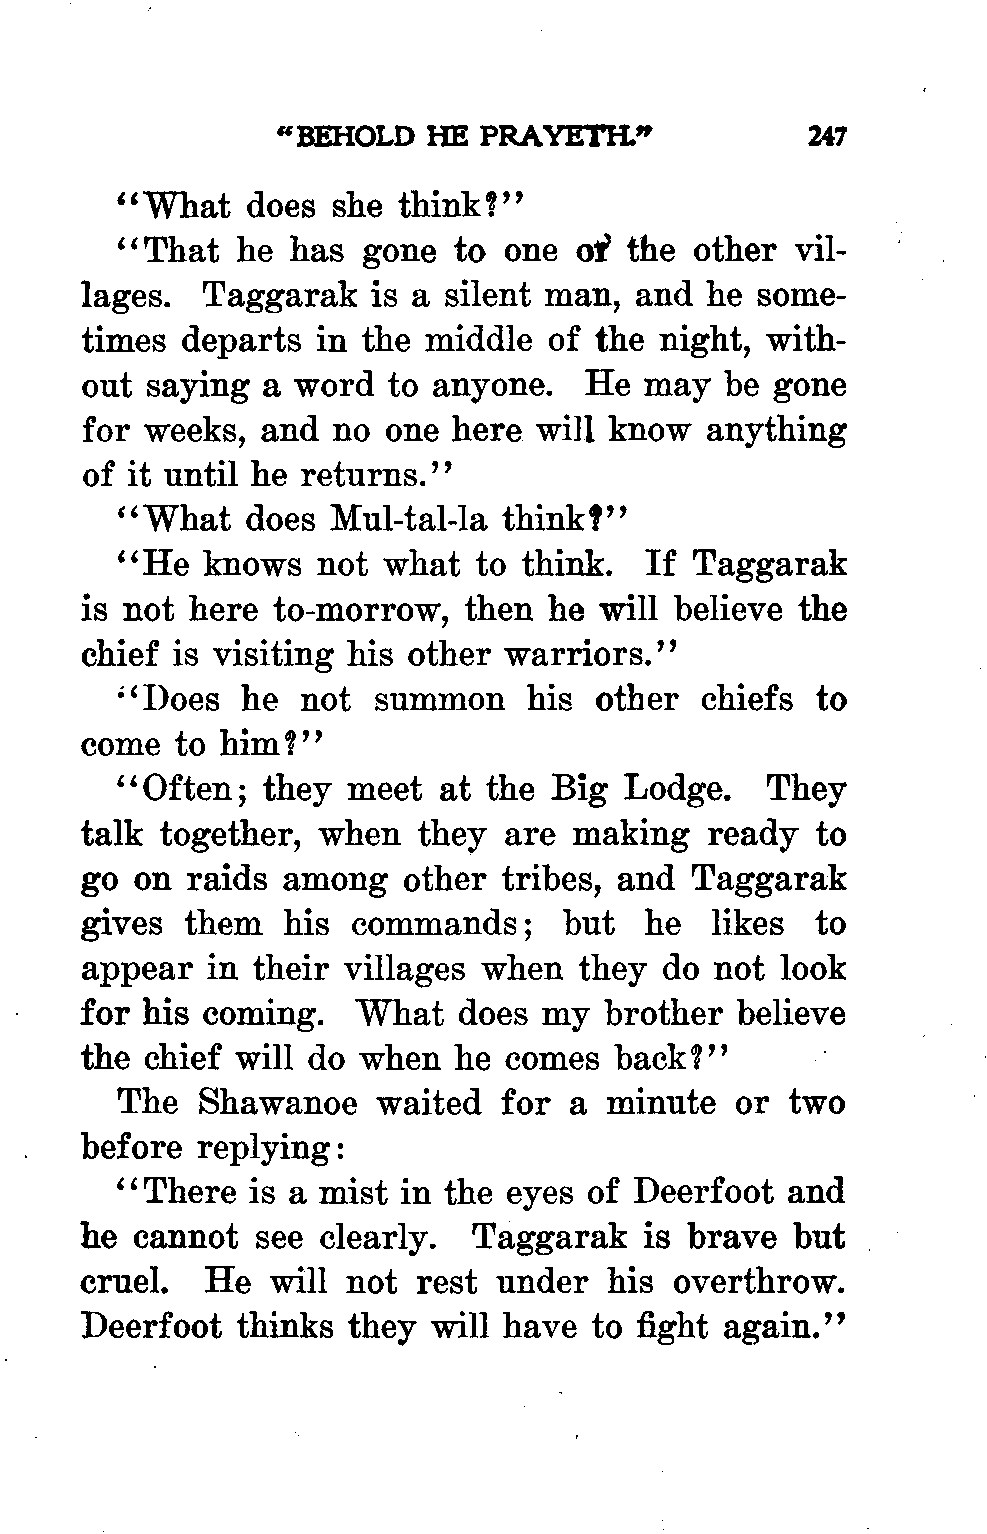 "BEHOLD HE PRAYETH." 247
"What does she think?"
"That he has gone to one of the other vil-
lages. Taggarak is a silent man, and he some-
times departs in the middle of the night, with-
out saying a word to anyone. He may be gone
for weeks, and no one here will know anything
of it until he returns."
"What does Mul-tal-la think?"
"He knows not what to think. If Taggarak
is not here to-morrow, then he will believe the
chief is visiting his other warriors."
"Does he not summon his other chiefs to
come to him?"
"Often; they meet at the Big Lodge. They
talk together, when they are making ready to
go on raids among other tribes, and Taggarak
gives them his commands; but he likes to
appear in their villages when they do not look
for his coming. What does my brother believe
the chief will do when he comes back?"
The Shawanoe waited for a minute or two
before replying:
"There is a mist in the eyes of Deerfoot and
he cannot see clearly. Taggarak is brave but
cruel. He will not rest under his overthrow.
Deerfoot thinks they will have to fight again."